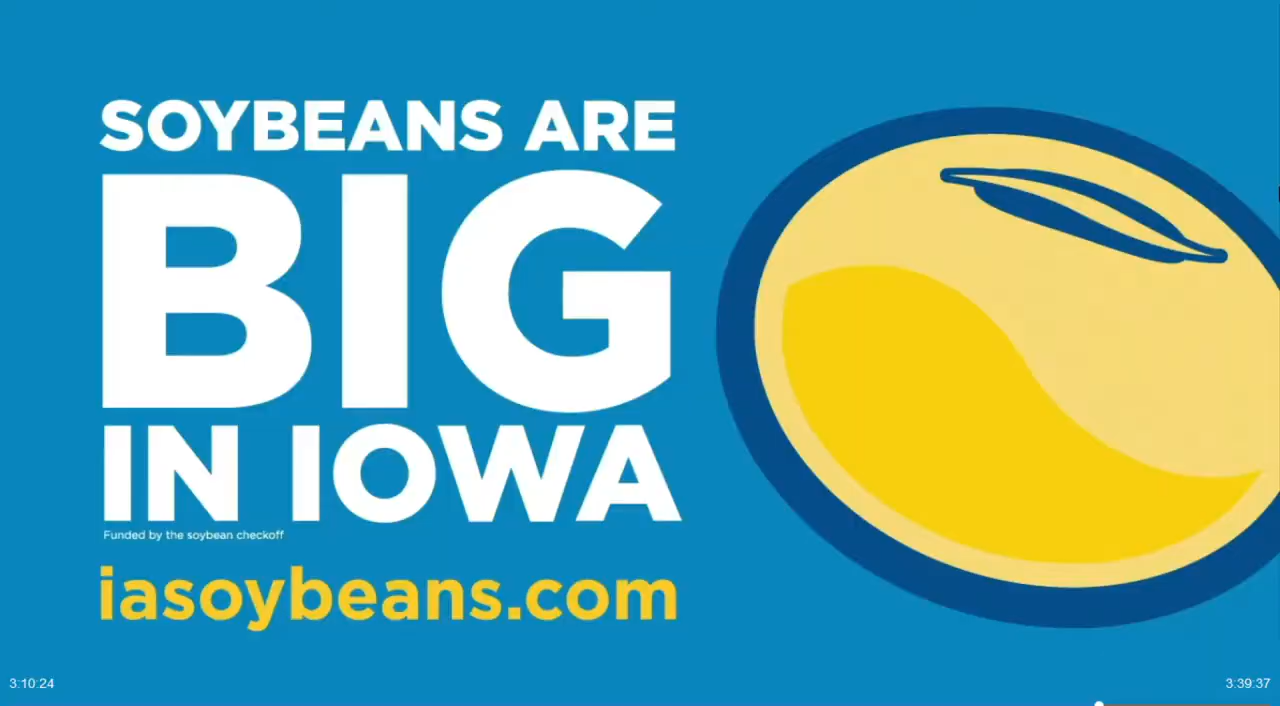 SOYBEANS ARE
BIG
IN IOWA
Funded by the soybean checkoff
iasoybeans.com
3:10:24
3:39:37